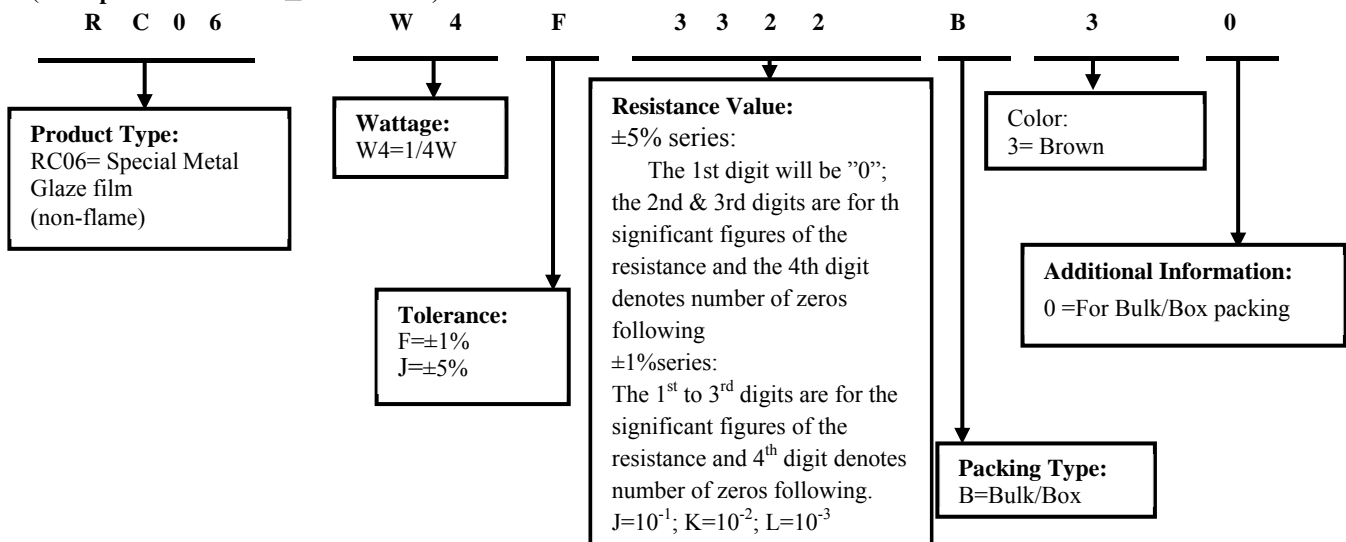 R C 0 6 W 4 F 3 3 2 2 B 3 0
Product Type:
RC06= Special Metal
Glaze film
(non-flame)
Wattage:
W4=1/4W
Tolerance:
F=±1%
J=±5%
Resistance Value:
±5% series:
The 1st digit will be ”0”;
the 2nd & 3rd digits are for th
significant figures of the
resistance and the 4th digit
denotes number of zeros
following
±1%series:
The 1st to 3rd digits are for the
significant figures of the
resistance and 4th digit denotes
number of zeros following.
J=10-1; K=10-2; L=10-3
Packing Type:
B=Bulk/Box
Color:
3= Brown
Additional Information:
0 =For Bulk/Box packing